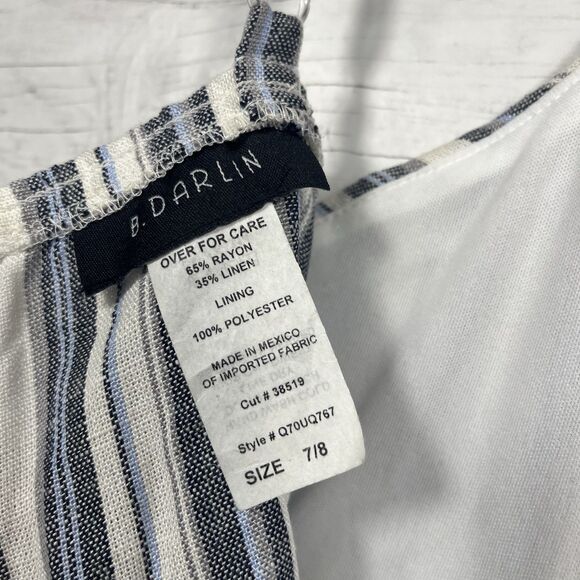 B. DARLIN
OVER FOR CARE
65% RAYON
35% LINEN
LINING
100% POLYESTER
MADE IN MEXICO
OF IMPORTED FABRIC
Cut # 38519
Style # Q70UQ767
SIZE 7/8